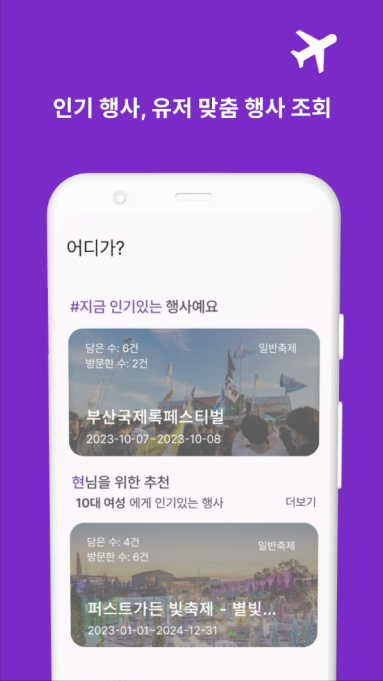 인기 행사, 유저 맞춤 행사 조회
어디가?
#지금 인기있는 행사예요
담은 수: 6건
일반축제
방문한 수: 2건
부산국제록페스티벌
2023-10-07~2023-10-08
현님을 위한 추천
10대 여성 에게 인기있는 행사
더보기
담은 수: 4건
일반축제
방문한 수: 6건
퍼스트가든 빛축제 - 별빛...
2023-01-01~2024-12-31